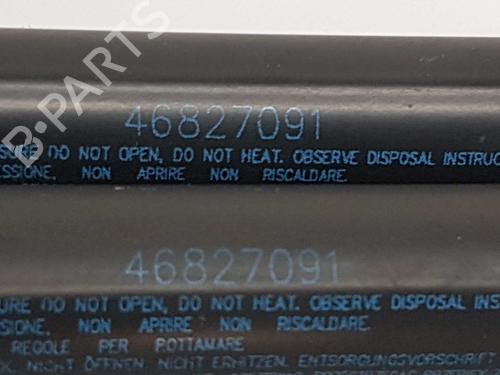 46827091
SURE DO NOT OPEN, DO NOT HEAT. OBSERVE DISPOSAL INSTRUC
ESSIONE. NON APRIRE NON RISCALDARE.
46827091
SURE DO NOT OPEN, DO NOT HEAT. OBSERVE DISPOSAL INS
SIONE. NON APRIRE NON RISCALDARE.
REGOLE PER ROTTAMARE
NICHT ÖFFNEN. NICHT ERHITZEN. ENTSORGUNGSVORSCHRIFT
B-PARTS